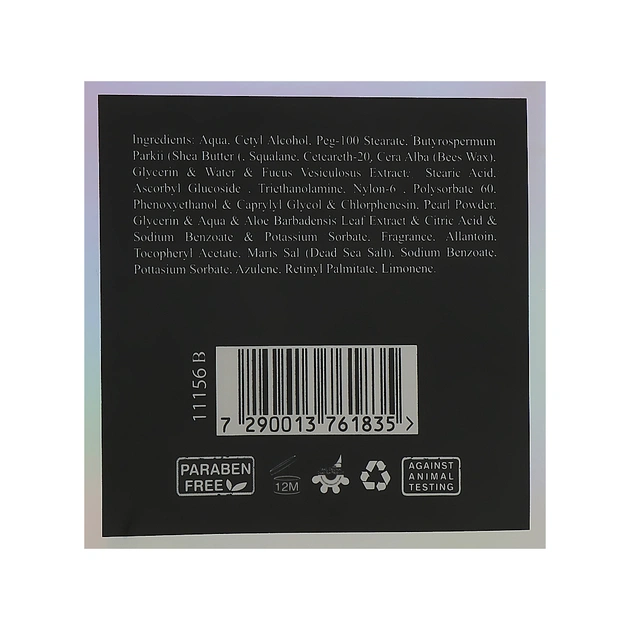 Ingredients: Aqua, Cetyl Alcohol, Peg-100 Stearate, Butyrospermum
Parkii (Shea Butter (, Squalane, Ceteareth-20, Cera Alba (Bees Wax),
Glycerin & Water & Fucus Vesiculosus Extract, Stearic Acid,
Ascorbyl Glucoside , Triethanolamine, Nylon-6 , Polysorbate 60,
Phenoxyethanol & Caprylyl Glycol & Chlorphenesin, Pearl Powder,
Glycerin & Aqua & Aloe Barbadensis Leaf Extract & Citric Acid &
Sodium Benzoate & Potassium Sorbate, Fragrance, Allantoin,
Tocopheryl Acetate, Maris Sal (Dead Sea Salt), Sodium Benzoate,
Pottasium Sorbate, Azulene, Retinyl Palmitate, Limonene.
11156 B
7 290013 761835 >
PARABEN
FREE
12M
AGAINST
ANIMAL
TESTING